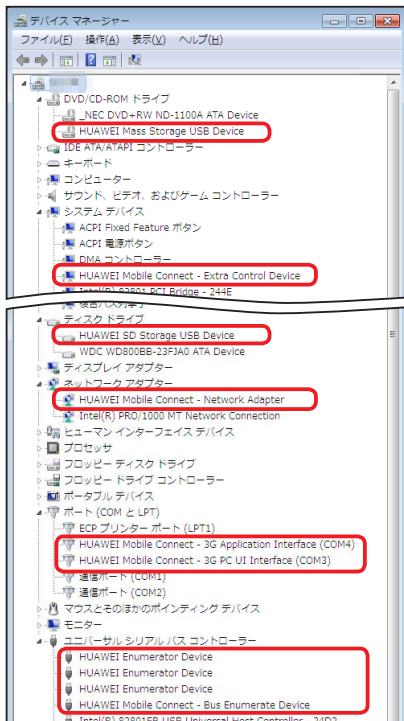 デバイス マネージャー
ファイル(F) 操作(A) 表示(V) ヘルプ(H)
DVD/CD-ROM ドライブ
_NEC DVD+RW ND-1100A ATA Device
HUAWEI Mass Storage USB Device
IDE ATA/ATAPI コントローラー
キーボード
コンピューター
サウンド、ビデオ、およびゲーム コントローラー
システム デバイス
ACPI Fixed Feature ボタン
ACPI 電源ボタン
DMA コントローラー
HUAWEI Mobile Connect - Extra Control Device
Intel(R) 82801 PCI Bridge - 244E
ディスク ドライブ
HUAWEI SD Storage USB Device
WDC WD800BB-23FJA0 ATA Device
ディスプレイ アダプター
ネットワーク アダプター
HUAWEI Mobile Connect - Network Adapter
Intel(R) PRO/1000 MT Network Connection
ヒューマン インターフェイス デバイス
プロセッサ
フロッピー ディスク ドライブ
フロッピー ドライブ コントローラー
ポータブル デバイス
ポート (COM と LPT)
ECP プリンター ポート (LPT1)
HUAWEI Mobile Connect - 3G Application Interface (COM4)
HUAWEI Mobile Connect - 3G PC UI Interface (COM3)
通信ポート (COM1)
通信ポート (COM2)
マウスとそのほかのポインティング デバイス
モニター
ユニバーサル シリアル バス コントローラー
HUAWEI Enumerator Device
HUAWEI Enumerator Device
HUAWEI Enumerator Device
HUAWEI Mobile Connect - Bus Enumerate Device
Intel(R) 82801EB USB Universal Host Controller - 24D2